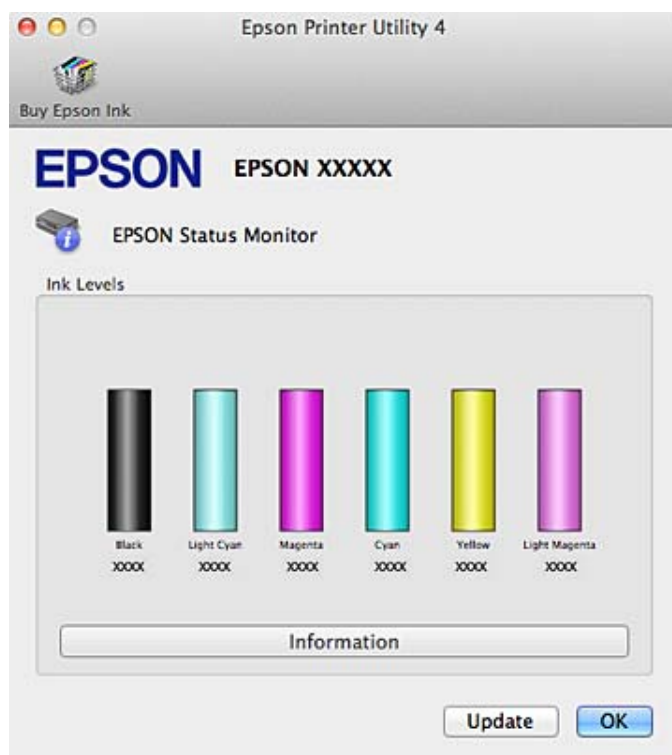 Epson Printer Utility 4
Buy Epson Ink
EPSON EPSON XXXXX
EPSON Status Monitor
Ink Levels
Black Light Cyan Magenta Cyan Yellow Light Magenta
XXXX XXXX XXXX XXXX XXXX XXXX
Information
Update OK